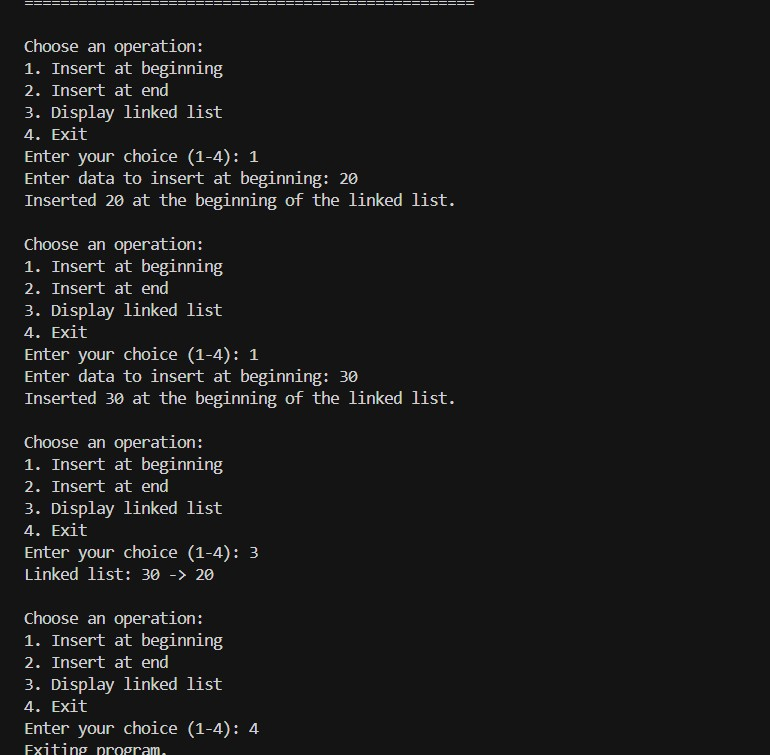 ==================================================
Choose an operation:
1. Insert at beginning
2. Insert at end
3. Display linked list
4. Exit
Enter your choice (1-4): 1
Enter data to insert at beginning: 20
Inserted 20 at the beginning of the linked list.
Choose an operation:
1. Insert at beginning
2. Insert at end
3. Display linked list
4. Exit
Enter your choice (1-4): 1
Enter data to insert at beginning: 30
Inserted 30 at the beginning of the linked list.
Choose an operation:
1. Insert at beginning
2. Insert at end
3. Display linked list
4. Exit
Enter your choice (1-4): 3
Linked list: 30 -> 20
Choose an operation:
1. Insert at beginning
2. Insert at end
3. Display linked list
4. Exit
Enter your choice (1-4): 4
Exiting program.